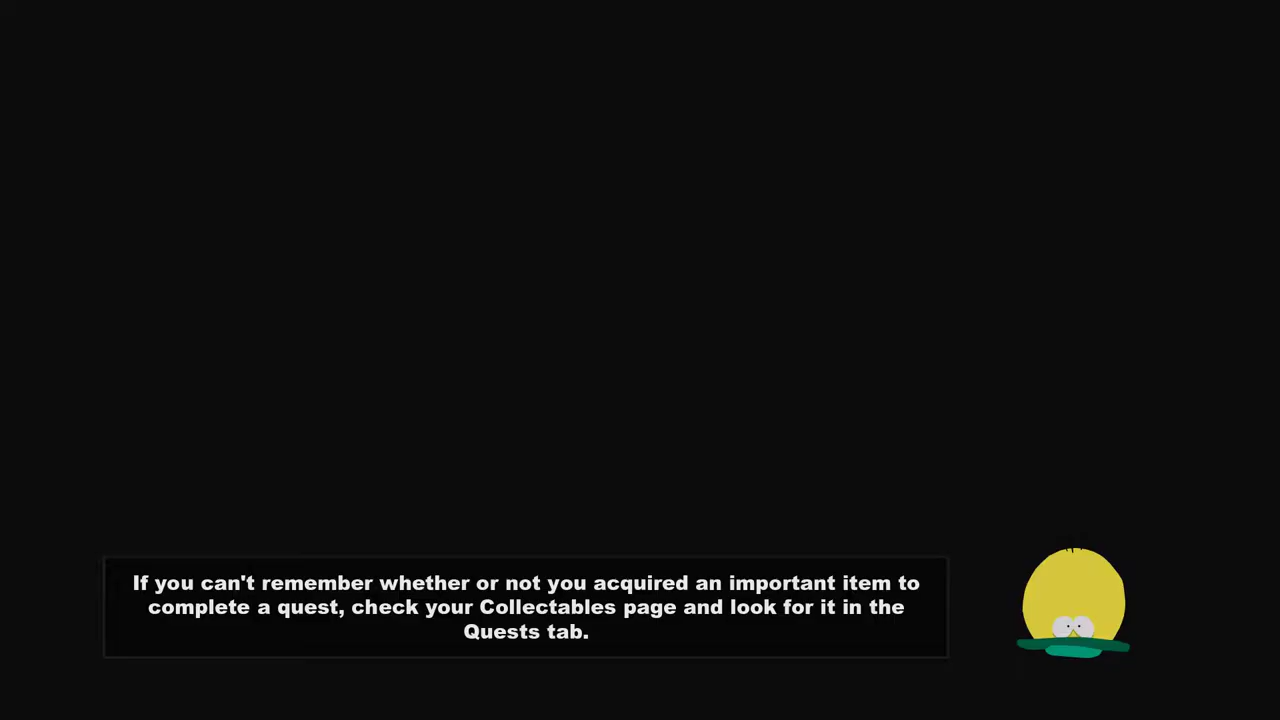 If you can't remember whether or not you acquired an important item to
complete a quest, check your Collectables page and look for it in the
Quests tab.